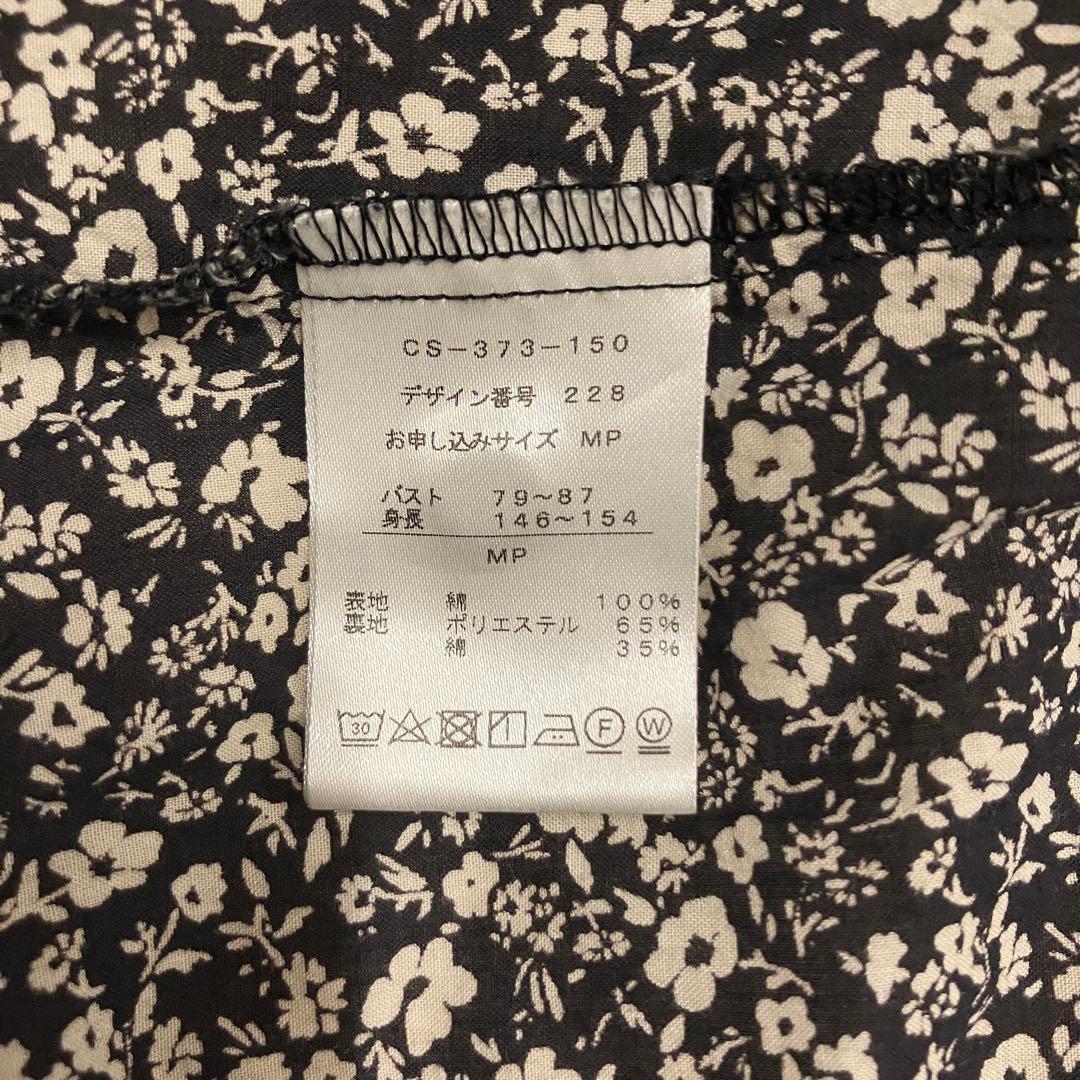 CS-373-150
デザイン番号 228
お申し込みサイズ MP
バスト 79~87
身長 146~154
MP
表地 綿 100%
裏地 ポリエステル 65%
綿 35%
30 F W